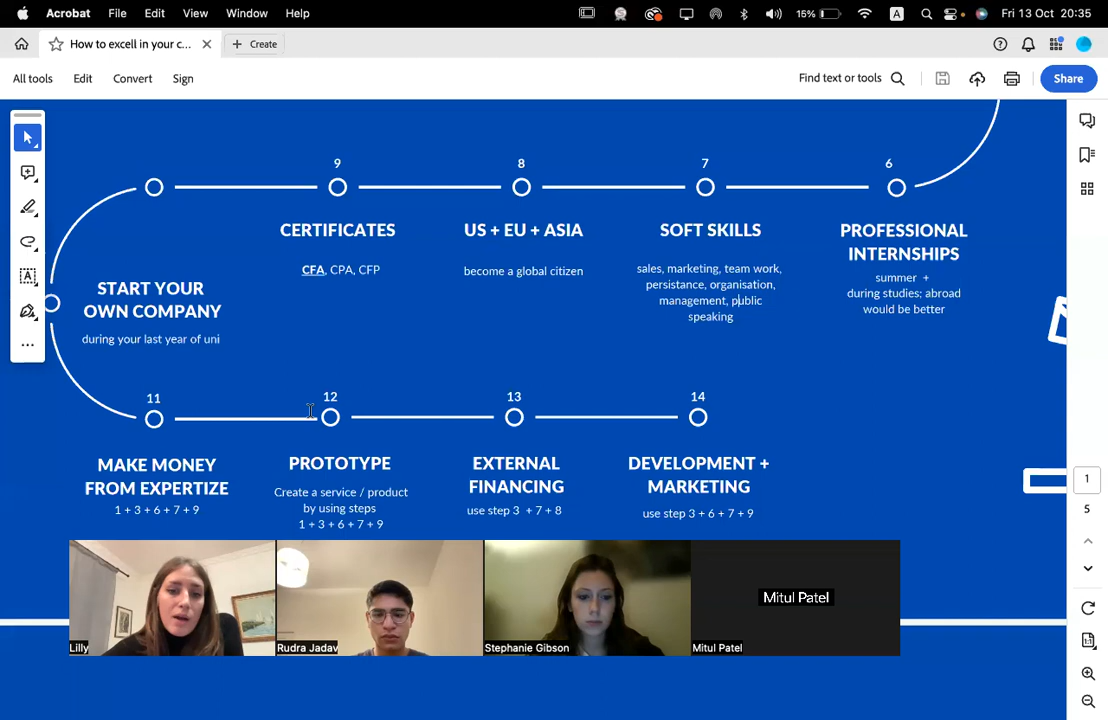 Acrobat File Edit View Window Help 15% A Fri 13 Oct 20:35
How to excell in your c... Create
All tools Edit Convert Sign Find text or tools Share
9 8 7 6
CERTIFICATES
CFA, CPA, CFP
US + EU + ASIA
become a global citizen
SOFT SKILLS
sales, marketing, team work,
persistance, organisation,
management, public
speaking
PROFESSIONAL
INTERNSHIPS
summer +
during studies; abroad
would be better
START YOUR
OWN COMPANY
during your last year of uni
11 12 13 14
MAKE MONEY
FROM EXPERTIZE
1 + 3 + 6 + 7 + 9
PROTOTYPE
Create a service / product
by using steps
1 + 3 + 6 + 7 + 9
EXTERNAL
FINANCING
use step 3 + 7 + 8
DEVELOPMENT +
MARKETING
use step 3 + 6 + 7 + 9
1
5
Mitul Patel
Lilly
Rudra Jadav
Stephanie Gibson
Mitul Patel